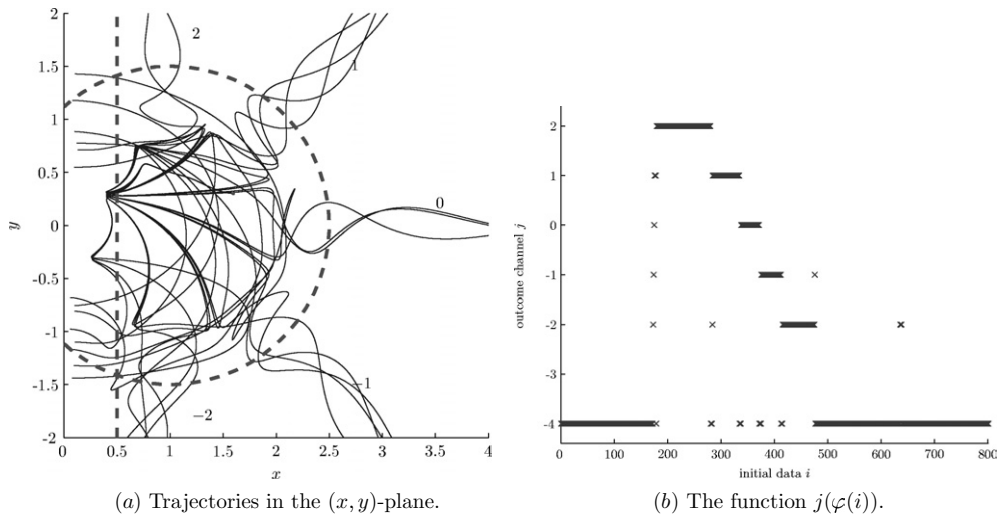 2
1.5
1
0.5
0
-0.5
-1
-1.5
-2
y
0 0.5 1 1.5 2 2.5 3 3.5 4
x
2
1
0
−1
−2
(a) Trajectories in the (x, y)-plane.
2
1
0
-1
-2
-3
-4
outcome channel j
0 100 200 300 400 500 600 700 800
initial data i
(b) The function j(φ(i)).